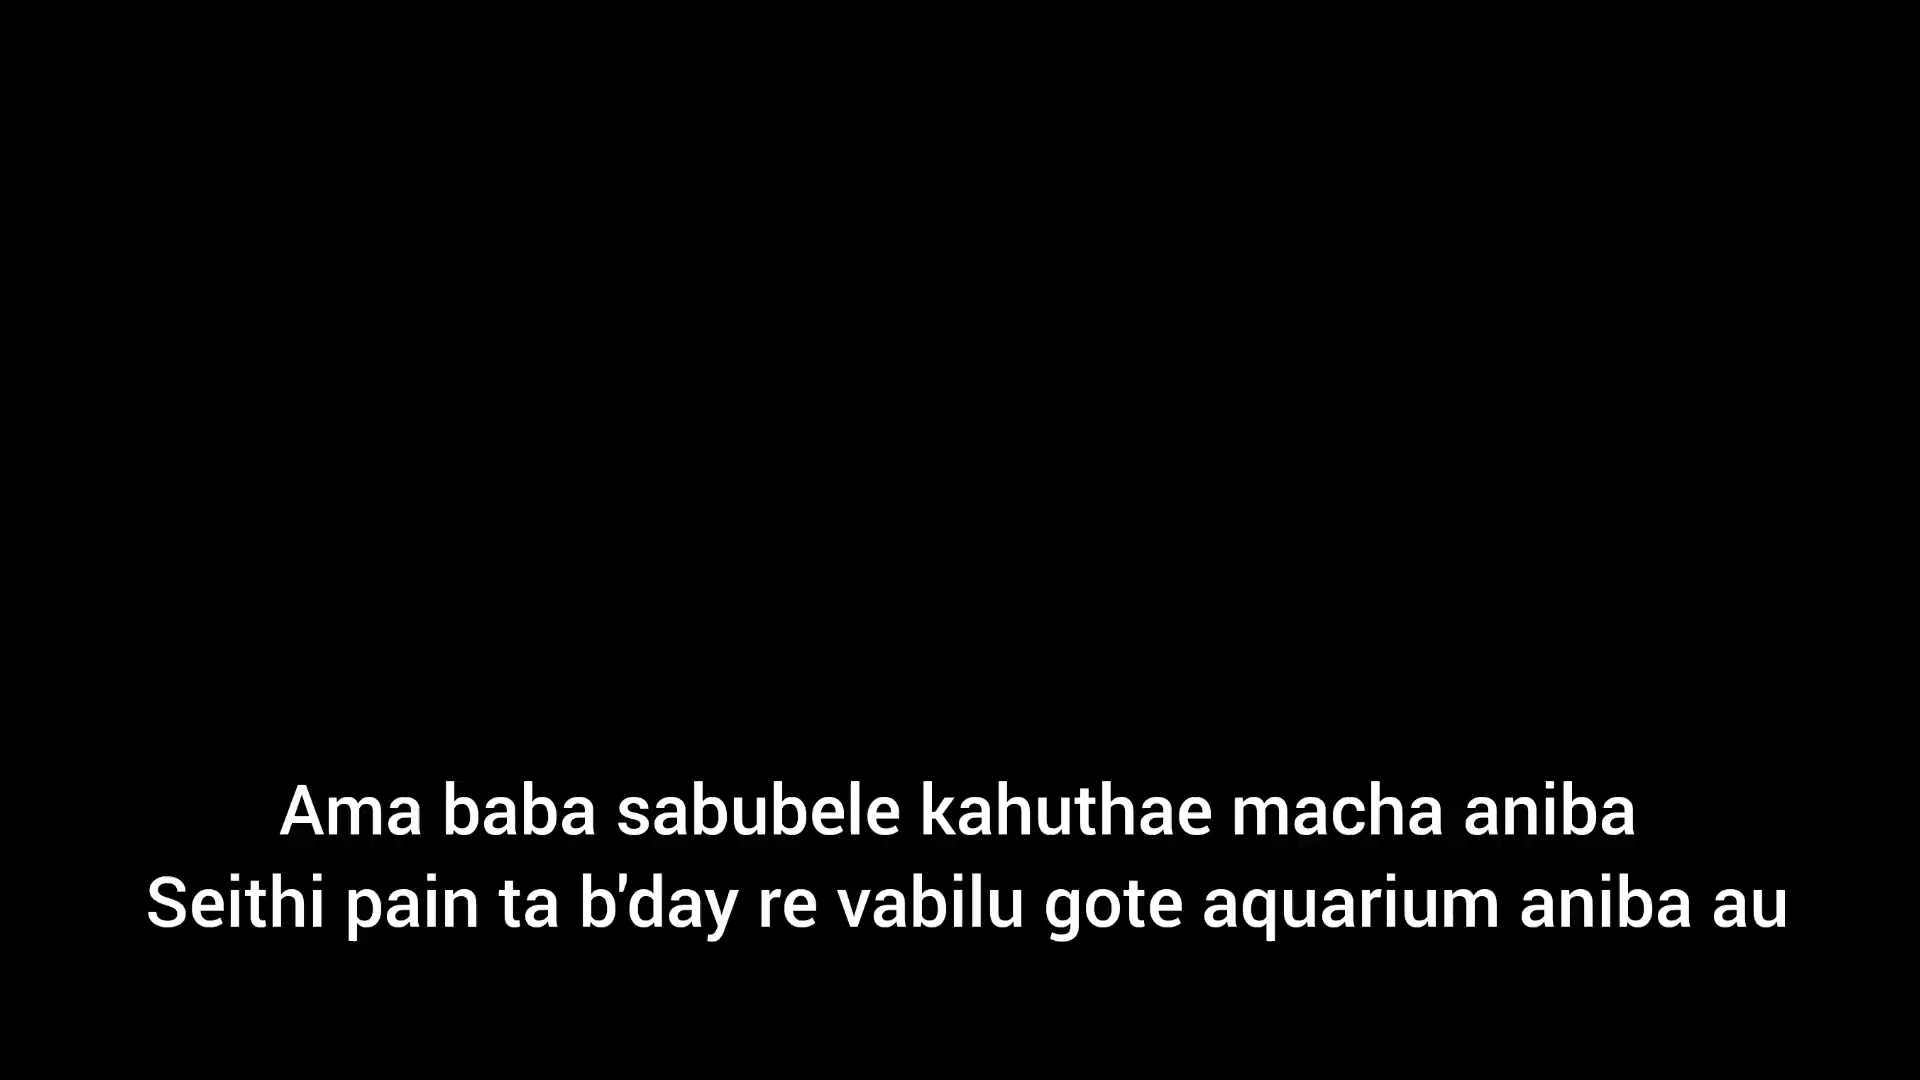 Ama baba sabubele kahuthae macha aniba
Seithi pain ta b'day re vabilu gote aquarium aniba au